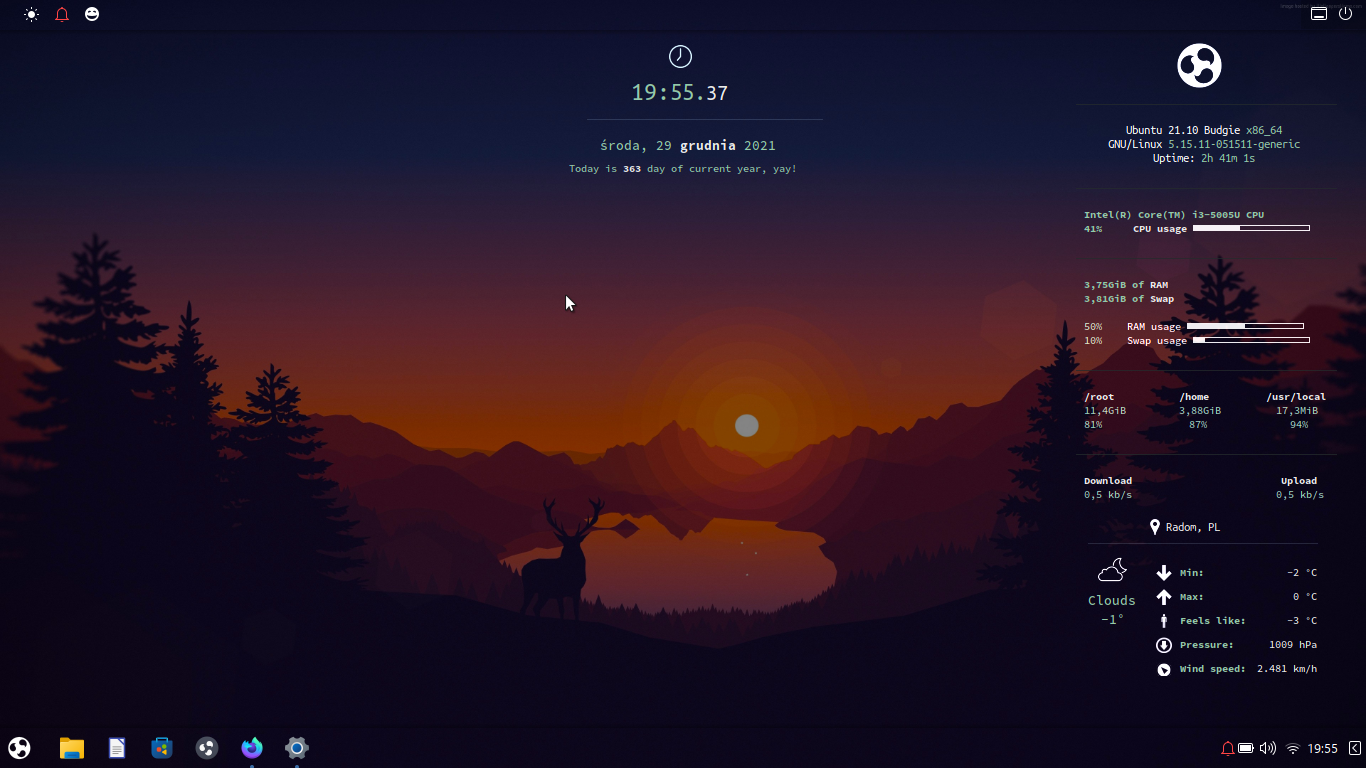 19:55.37
środa, 29 grudnia 2021
Today is 363 day of current year, yay!
Ubuntu 21.10 Budgie x86_64
GNU/Linux 5.15.11-051511-generic
Uptime: 2h 41m 1s
Intel(R) Core(TM) i3-5005U CPU
41% CPU usage
3,75GiB of RAM
3,81GiB of Swap
50% RAM usage
10% Swap usage
/root /home /usr/local
11,4GiB 3,88GiB 17,3MiB
81% 87% 94%
Download Upload
0,5 kb/s 0,5 kb/s
Radom, PL
Clouds
-1°
Min: -2 °C
Max: 0 °C
Feels like: -3 °C
Pressure: 1009 hPa
Wind speed: 2.481 km/h
19:55